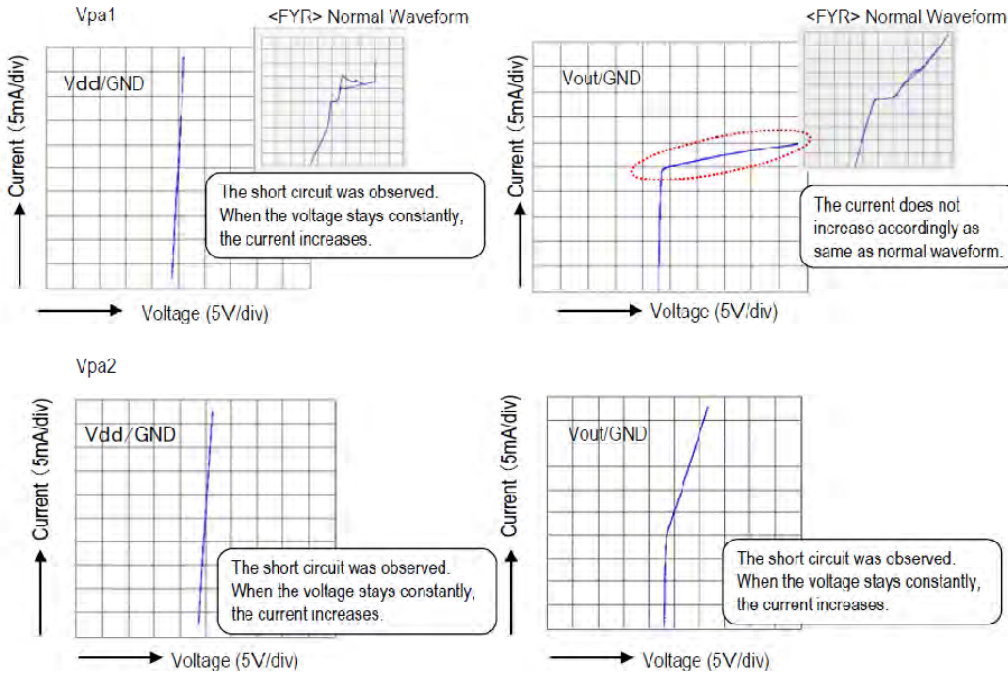 Vpa1
<FYR> Normal Waveform
Vdd/GND
Current (5mA/div)
The short circuit was observed.
When the voltage stays constantly,
the current increases.
Voltage (5V/div)
<FYR> Normal Waveform
Vout/GND
Current (5mA/div)
The current does not
increase accordingly as
same as normal waveform.
Voltage (5V/div)
Vpa2
Vdd/GND
Current (5mA/div)
The short circuit was observed.
When the voltage stays constantly,
the current increases.
Voltage (5V/div)
Vout/GND
Current (5mA/div)
The short circuit was observed.
When the voltage stays constantly,
the current increases.
Voltage (5V/div)